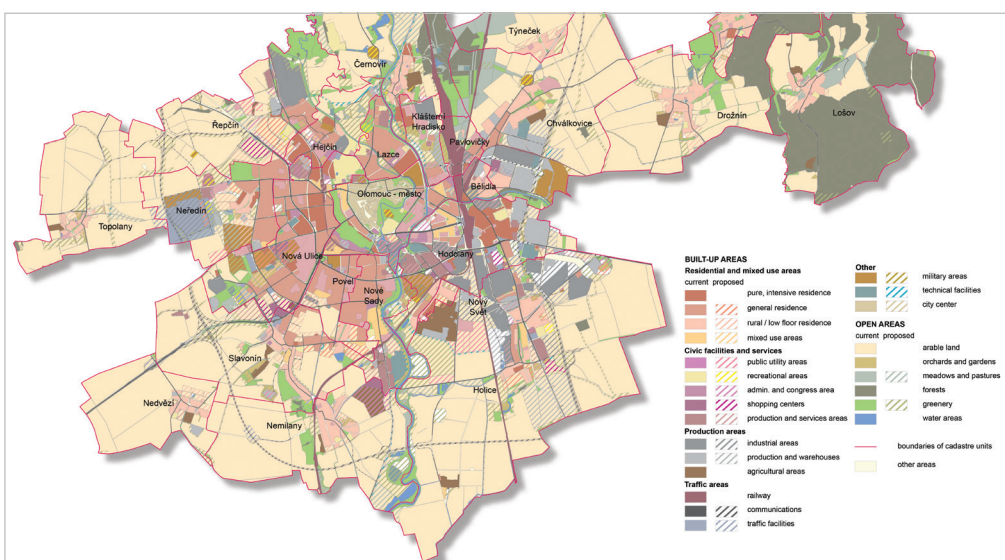 Týneček
Černovír
Klášterní
Hradisko
Chválkovice
Droždín
Lošov
Řepčín
Pavlovičky
Hejčín
Lazce
Bělidla
Olomouc - město
Neředín
Topolany
Nová Ulice
Hodolany
Povel
Nové
Sady
Nový
Svět
Slavonín
Holice
Nedvězí
Nemilany
BUILT-UP AREAS
Residential and mixed use areas
current proposed
pure, intensive residence
general residence
rural / low floor residence
mixed use areas
Civic facilities and services
public utility areas
recreational areas
admin. and congress area
shopping centers
production and services areas
Production areas
industrial areas
production and warehouses
agricultural areas
Traffic areas
railway
communications
traffic facilities
Other
military areas
technical facilities
city center
OPEN AREAS
current proposed
arable land
orchards and gardens
meadows and pastures
forests
greenery
water areas
boundaries of cadastre units
other areas